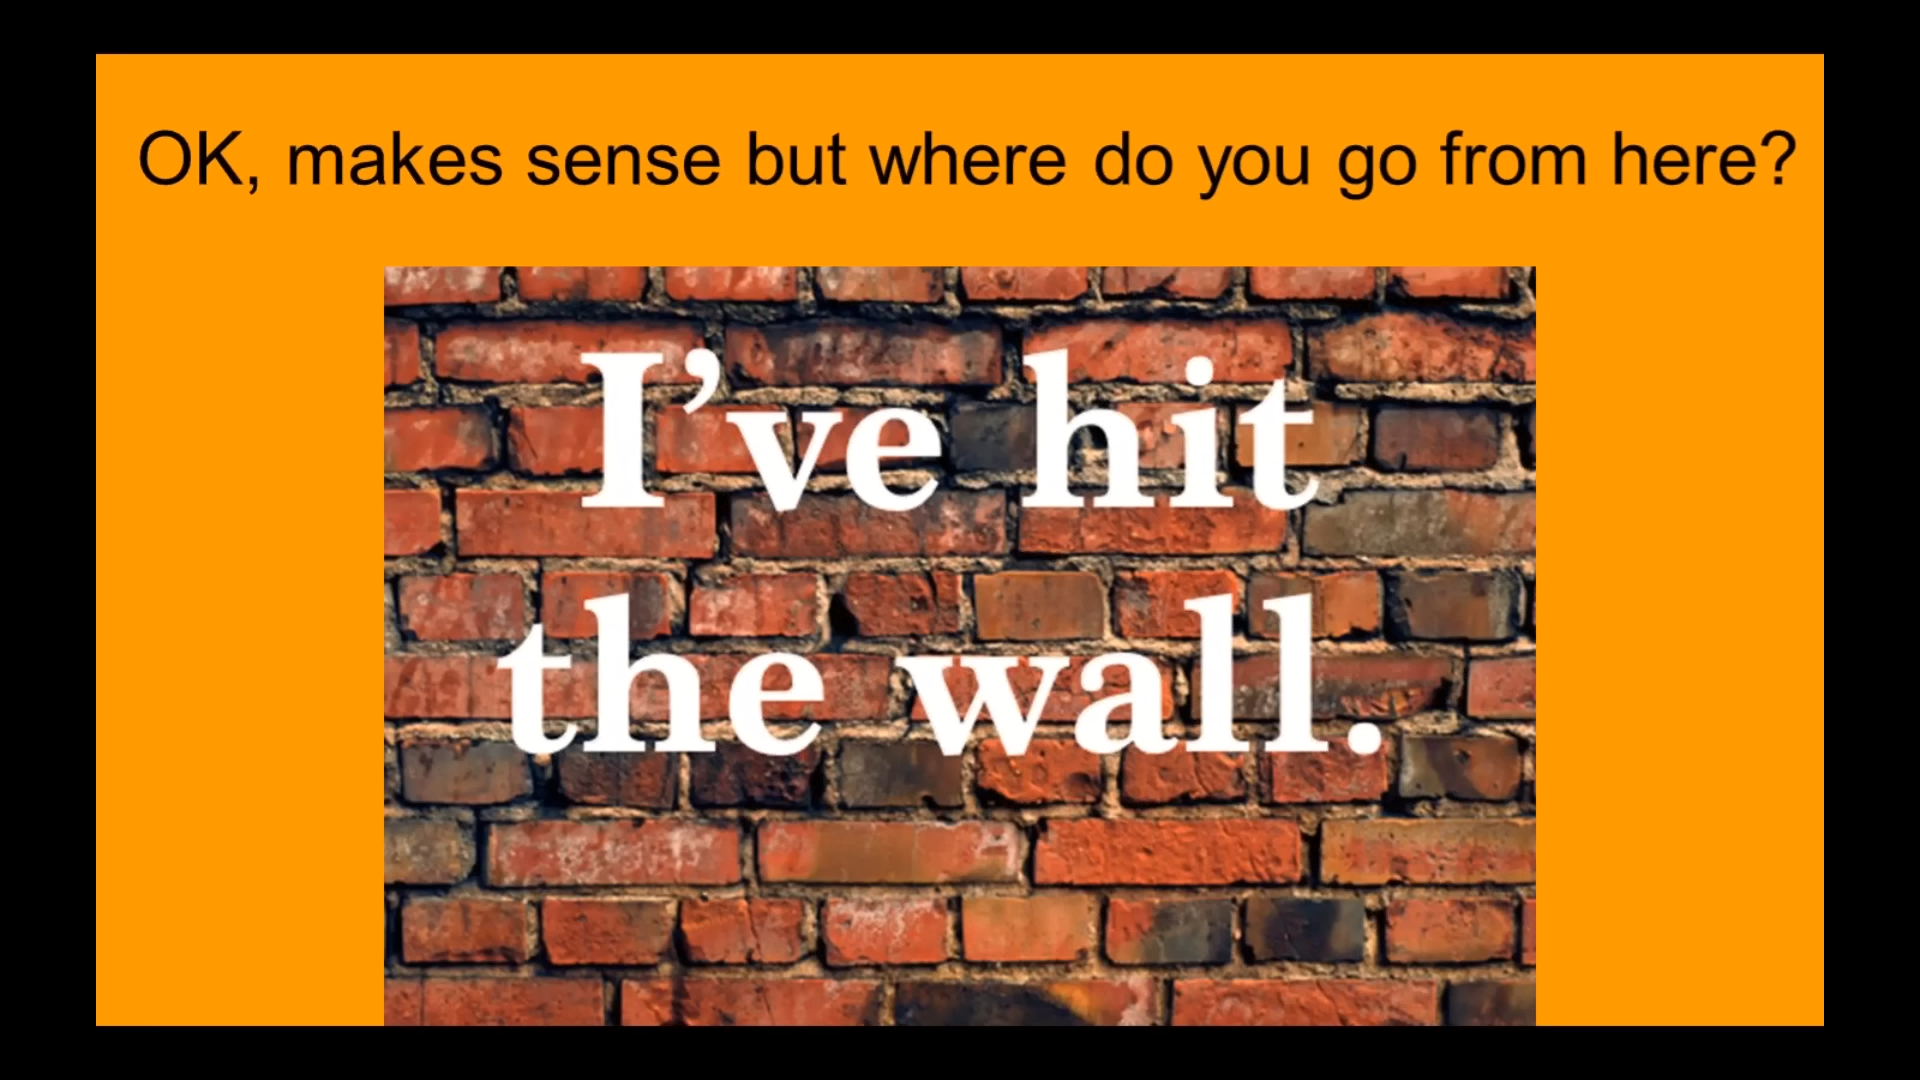 OK, makes sense but where do you go from here?
I’ve hit
the wall.